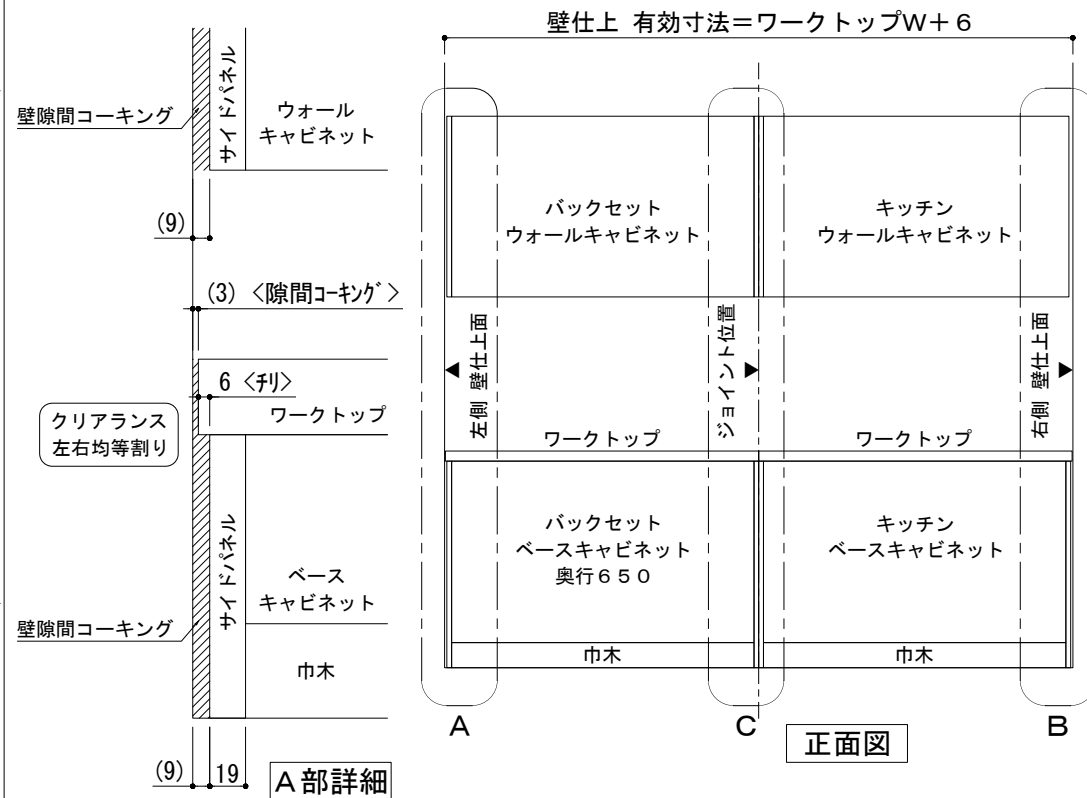 壁隙間コーキング
サイドパネル
ウォール
キャビネット
(9)
(3) <隙間コーキング>
6 <チリ>
ワークトップ
クリアランス
左右均等割り
サイドパネル
ベース
キャビネット
壁隙間コーキング
巾木
(9)
19
A部詳細
壁仕上 有効寸法=ワークトップW+6
バックセット
ウォールキャビネット
キッチン
ウォールキャビネット
左側 壁仕上面
ジョイント位置
右側 壁仕上面
ワークトップ
ワークトップ
バックセット
ベースキャビネット
奥行650
キッチン
ベースキャビネット
巾木
巾木
A
C
B
正面図